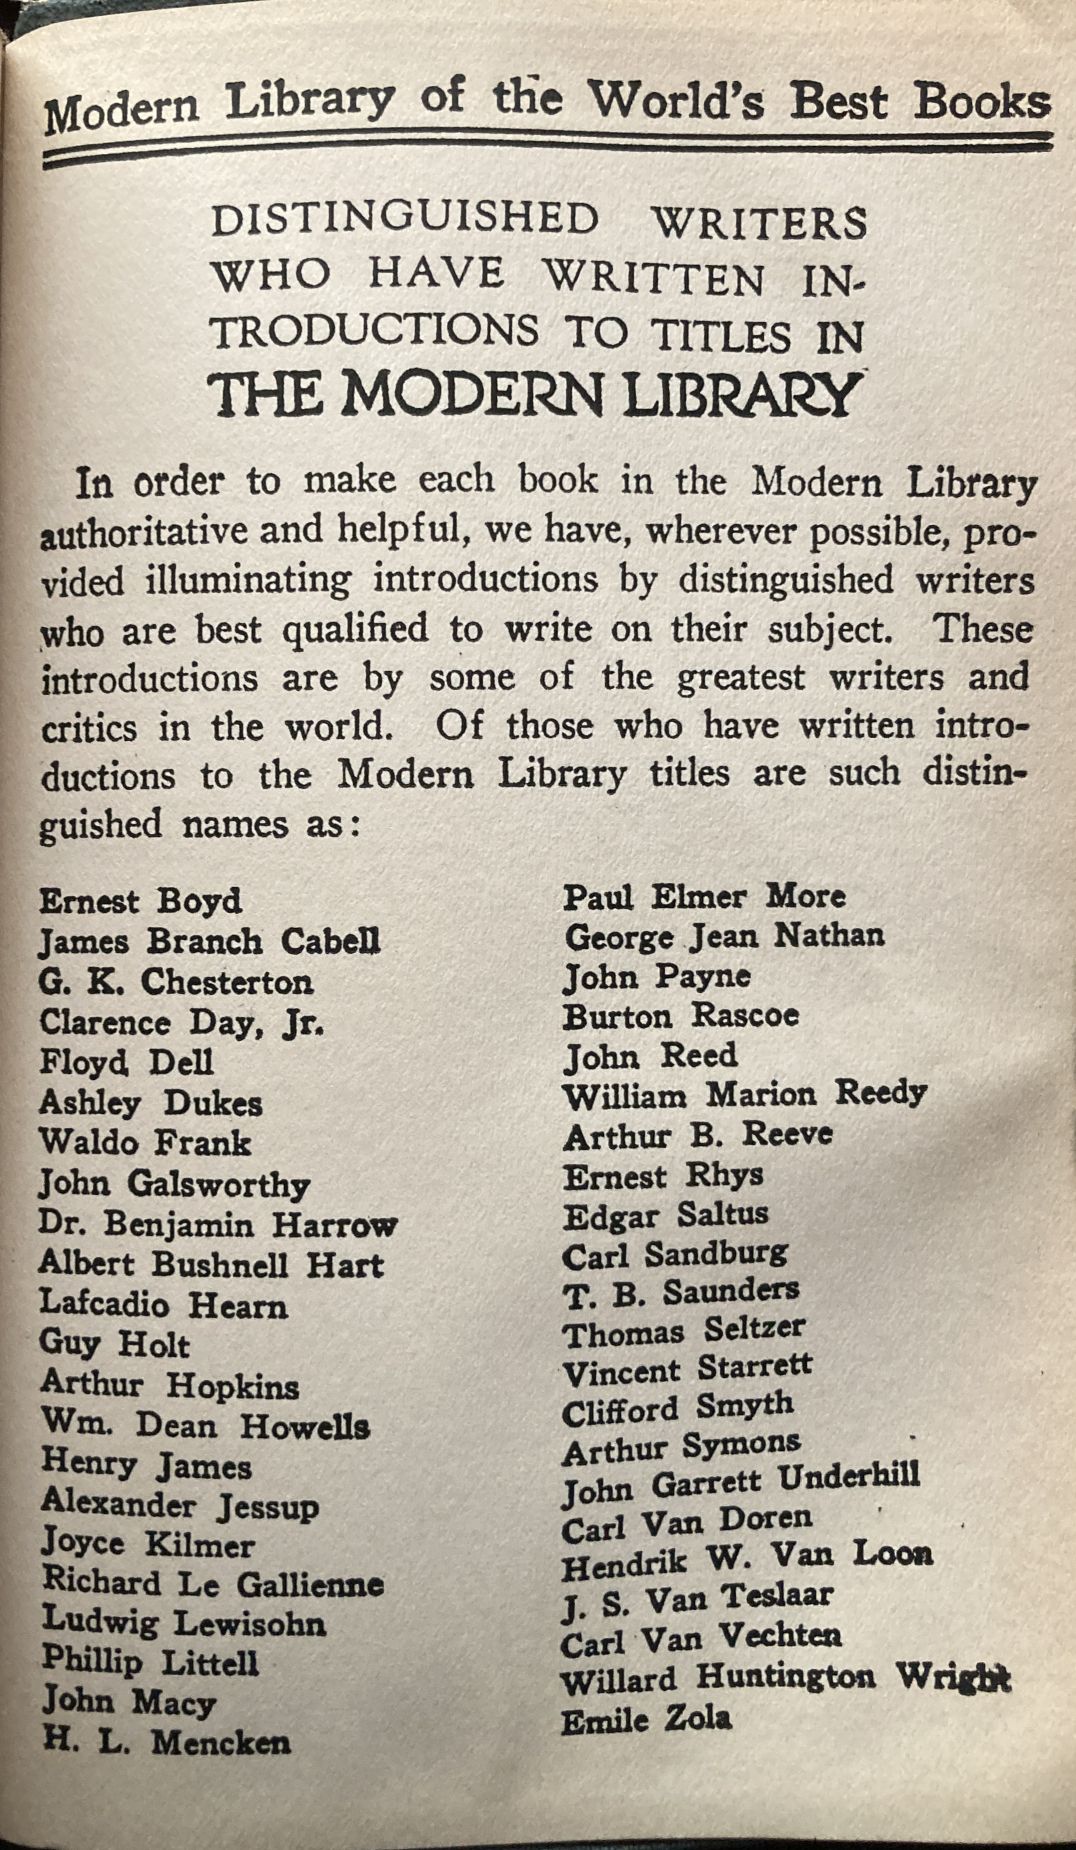 Modern Library of the World's Best Books
DISTINGUISHED WRITERS
WHO HAVE WRITTEN IN-
TRODUCTIONS TO TITLES IN
THE MODERN LIBRARY
In order to make each book in the Modern Library
authoritative and helpful, we have, wherever possible, pro-
vided illuminating introductions by distinguished writers
who are best qualified to write on their subject. These
introductions are by some of the greatest writers and
critics in the world. Of those who have written intro-
ductions to the Modern Library titles are such distin-
guished names as:
Ernest Boyd
James Branch Cabell
G. K. Chesterton
Clarence Day, Jr.
Floyd Dell
Ashley Dukes
Waldo Frank
John Galsworthy
Dr. Benjamin Harrow
Albert Bushnell Hart
Lafcadio Hearn
Guy Holt
Arthur Hopkins
Wm. Dean Howells
Henry James
Alexander Jessup
Joyce Kilmer
Richard Le Gallienne
Ludwig Lewisohn
Phillip Littell
John Macy
H. L. Mencken
Paul Elmer More
George Jean Nathan
John Payne
Burton Rascoe
John Reed
William Marion Reedy
Arthur B. Reeve
Ernest Rhys
Edgar Saltus
Carl Sandburg
T. B. Saunders
Thomas Seltzer
Vincent Starrett
Clifford Smyth
Arthur Symons
John Garrett Underhill
Carl Van Doren
Hendrik W. Van Loon
J. S. Van Teslaar
Carl Van Vechten
Willard Huntington Wright
Emile Zola